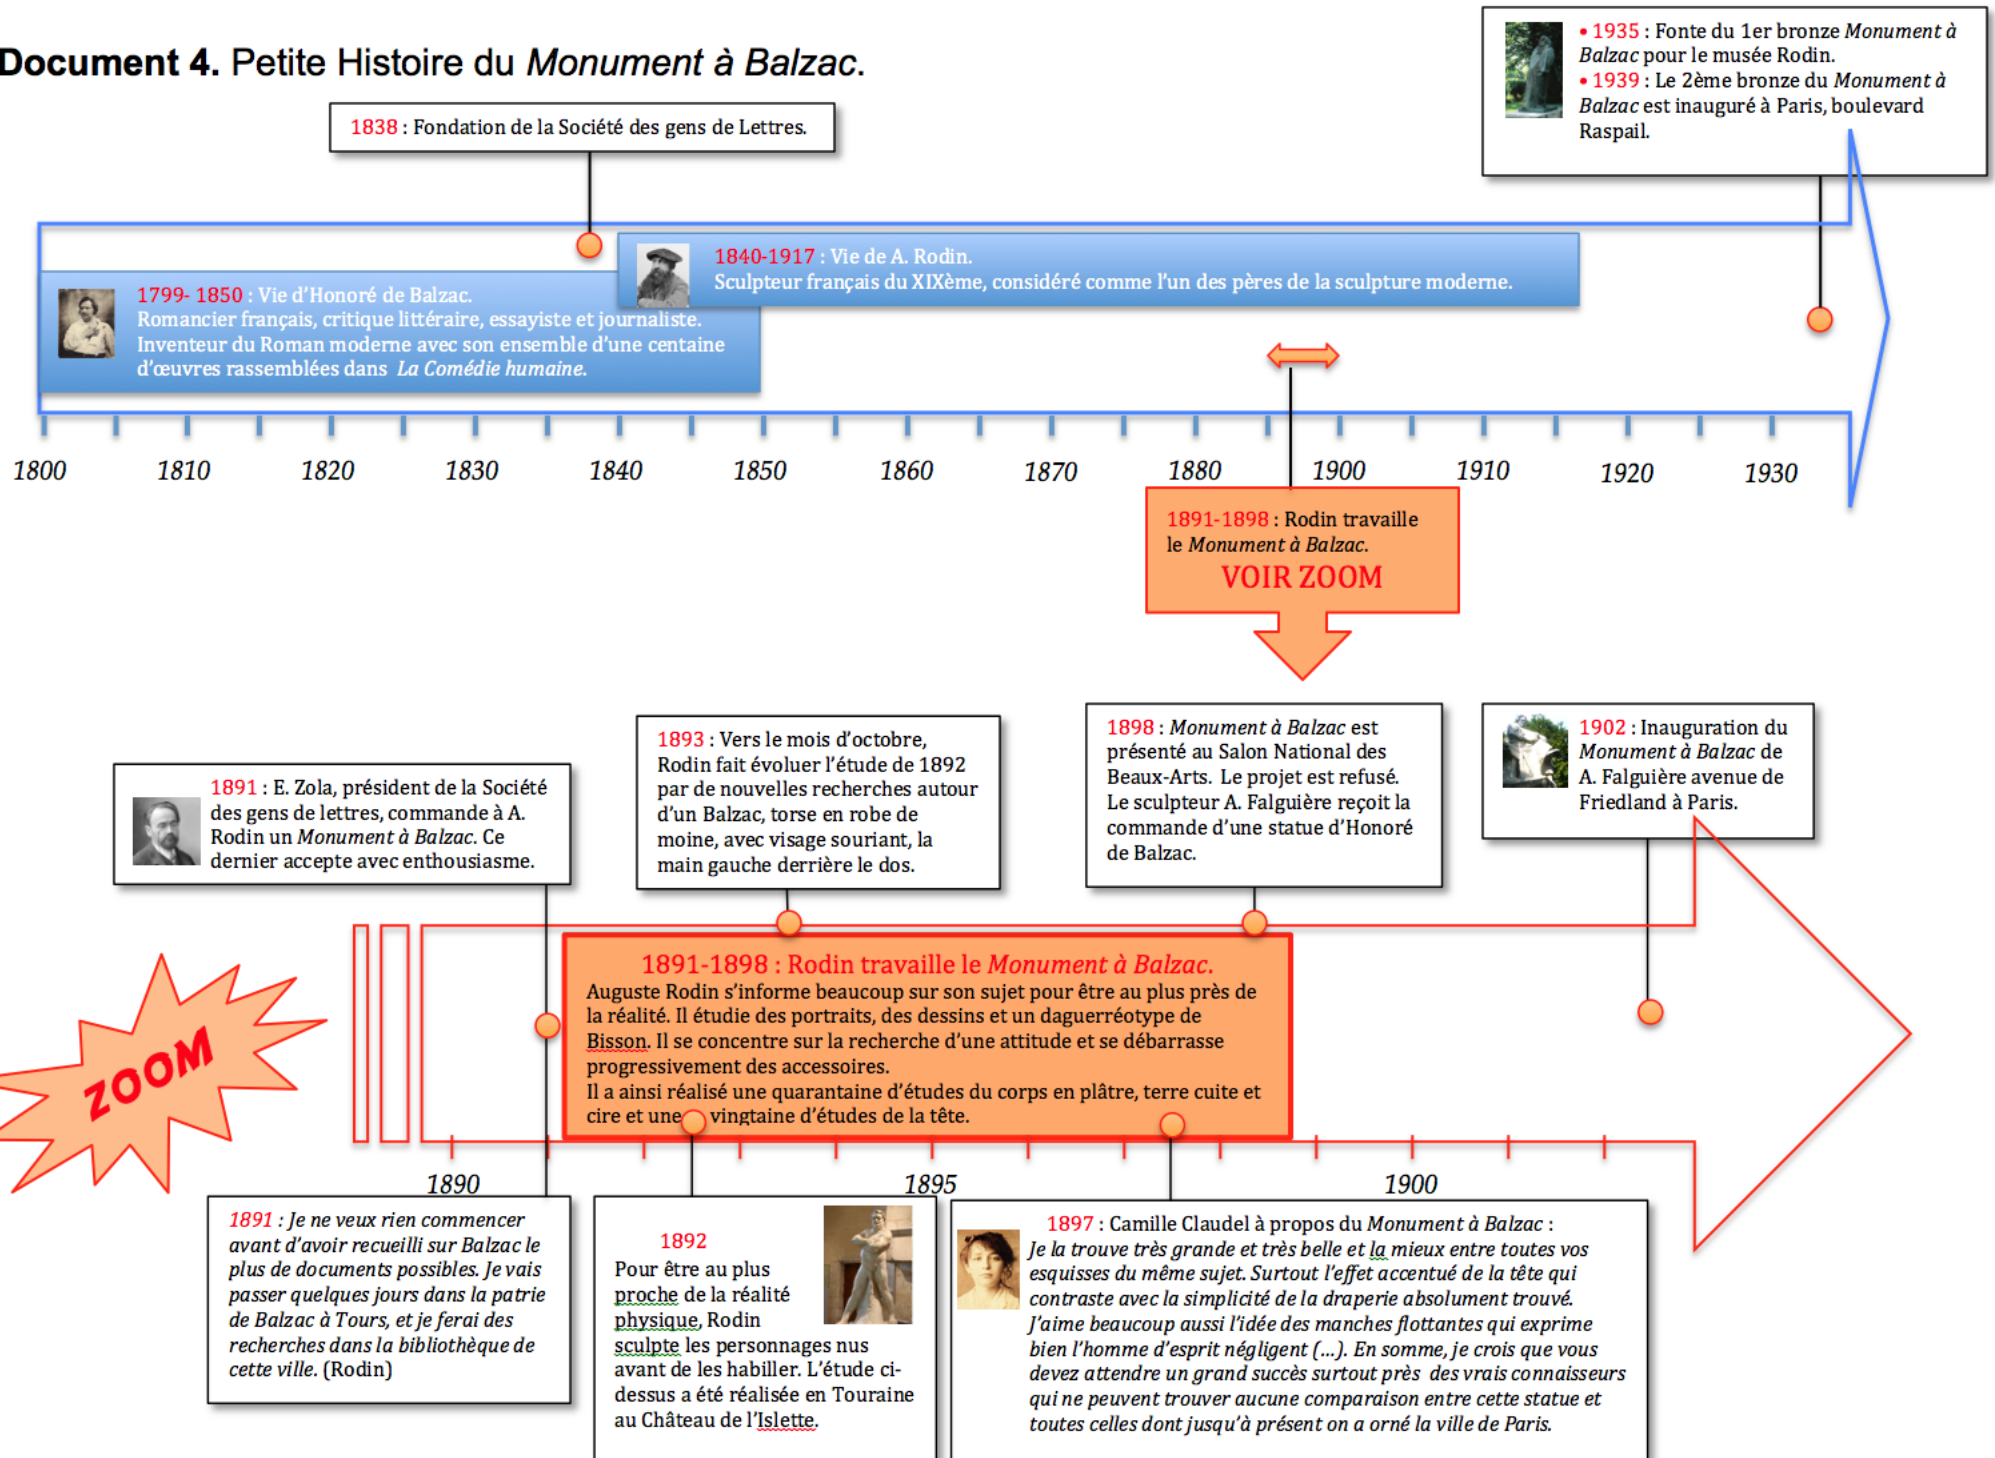 Document 4. Petite Histoire du Monument à Balzac.
1838 : Fondation de la Société des gens de Lettres.
• 1935 : Fonte du 1er bronze Monument à
Balzac pour le musée Rodin.
• 1939 : Le 2ème bronze du Monument à
Balzac est inauguré à Paris, boulevard
Raspail.
1840-1917 : Vie de A. Rodin.
Sculpteur français du XIXème, considéré comme l'un des pères de la sculpture moderne.
1799- 1850 : Vie d'Honoré de Balzac.
Romancier français, critique littéraire, essayiste et journaliste.
Inventeur du Roman moderne avec son ensemble d'une centaine
d'œuvres rassemblées dans La Comédie humaine.
1800 1810 1820 1830 1840 1850 1860 1870 1880 1900 1910 1920 1930
1891-1898 : Rodin travaille
le Monument à Balzac.
VOIR ZOOM
1891 : E. Zola, président de la Société
des gens de lettres, commande à A.
Rodin un Monument à Balzac. Ce
dernier accepte avec enthousiasme.
1893 : Vers le mois d'octobre,
Rodin fait évoluer l'étude de 1892
par de nouvelles recherches autour
d'un Balzac, torse en robe de
moine, avec visage souriant, la
main gauche derrière le dos.
1898 : Monument à Balzac est
présenté au Salon National des
Beaux-Arts. Le projet est refusé.
Le sculpteur A. Falguière reçoit la
commande d'une statue d'Honoré
de Balzac.
1902 : Inauguration du
Monument à Balzac de
A. Falguière avenue de
Friedland à Paris.
ZOOM
1891-1898 : Rodin travaille le Monument à Balzac.
Auguste Rodin s'informe beaucoup sur son sujet pour être au plus près de
la réalité. Il étudie des portraits, des dessins et un daguerréotype de
Bisson. Il se concentre sur la recherche d'une attitude et se débarrasse
progressivement des accessoires.
Il a ainsi réalisé une quarantaine d'études du corps en plâtre, terre cuite et
cire et une vingtaine d'études de la tête.
1890 1895 1900
1891 : Je ne veux rien commencer
avant d'avoir recueilli sur Balzac le
plus de documents possibles. Je vais
passer quelques jours dans la patrie
de Balzac à Tours, et je ferai des
recherches dans la bibliothèque de
cette ville. (Rodin)
1892
Pour être au plus
proche de la réalité
physique, Rodin
sculpte les personnages nus
avant de les habiller. L'étude ci-
dessus a été réalisée en Touraine
au Château de l'Islette.
1897 : Camille Claudel à propos du Monument à Balzac :
Je la trouve très grande et très belle et la mieux entre toutes vos
esquisses du même sujet. Surtout l'effet accentué de la tête qui
contraste avec la simplicité de la draperie absolument trouvé.
J'aime beaucoup aussi l'idée des manches flottantes qui exprime
bien l'homme d'esprit négligent (...). En somme, je crois que vous
devez attendre un grand succès surtout près des vrais connaisseurs
qui ne peuvent trouver aucune comparaison entre cette statue et
toutes celles dont jusqu'à présent on a orné la ville de Paris.